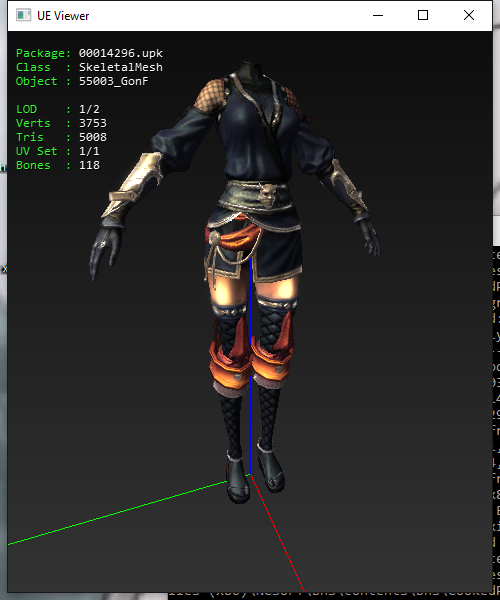 UE Viewer
Package: 00014296.upk
Class : SkeletalMesh
Object : 55003_GonF
LOD : 1/2
Verts : 3753
Tris : 5008
UV Set : 1/1
Bones : 118